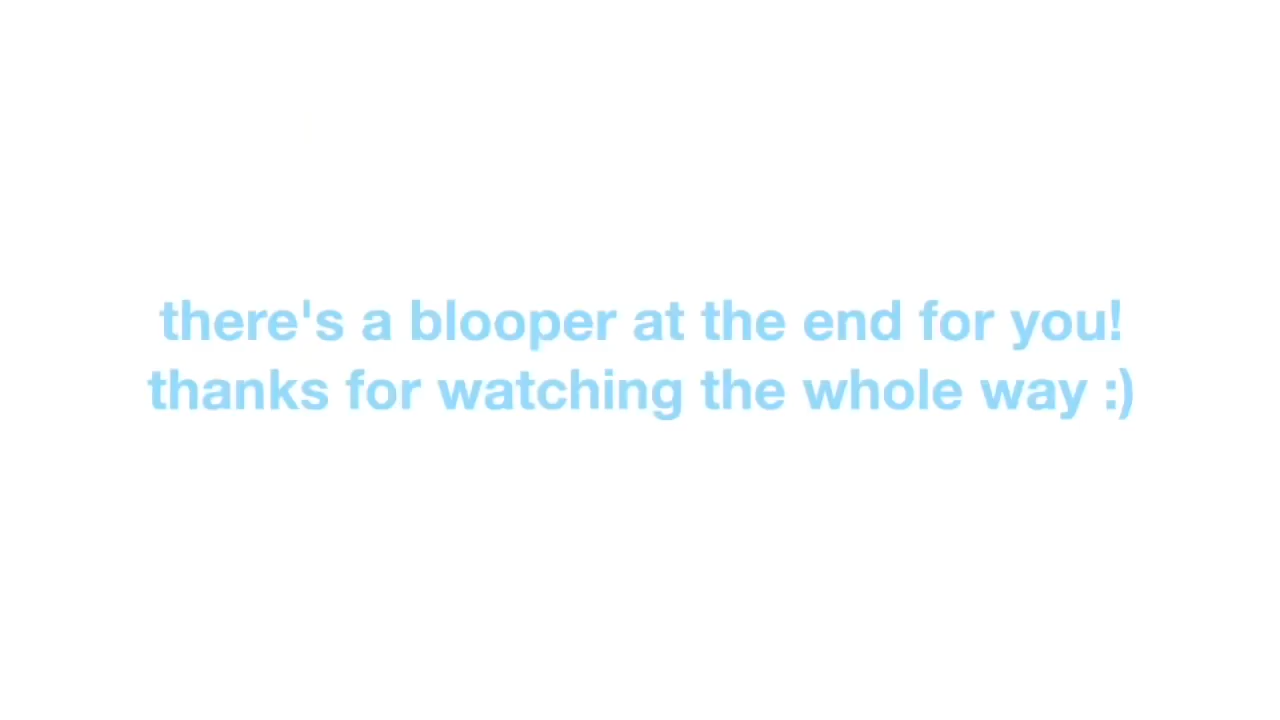 there's a blooper at the end for you!
thanks for watching the whole way :)